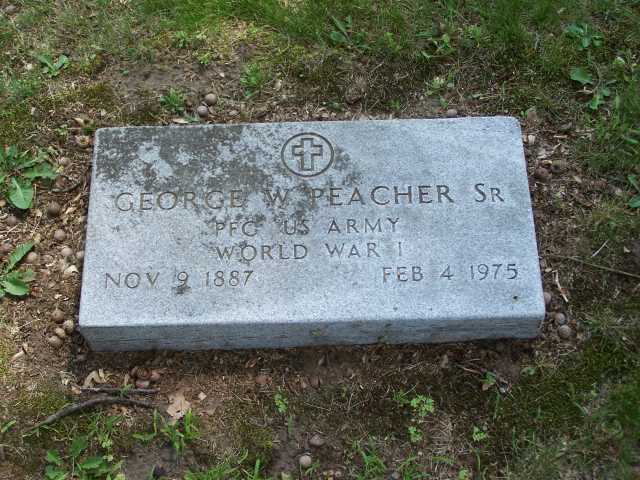 GEORGE W PEACHER SR
PFC US ARMY
WORLD WAR I
NOV 9 1887 FEB 4 1975